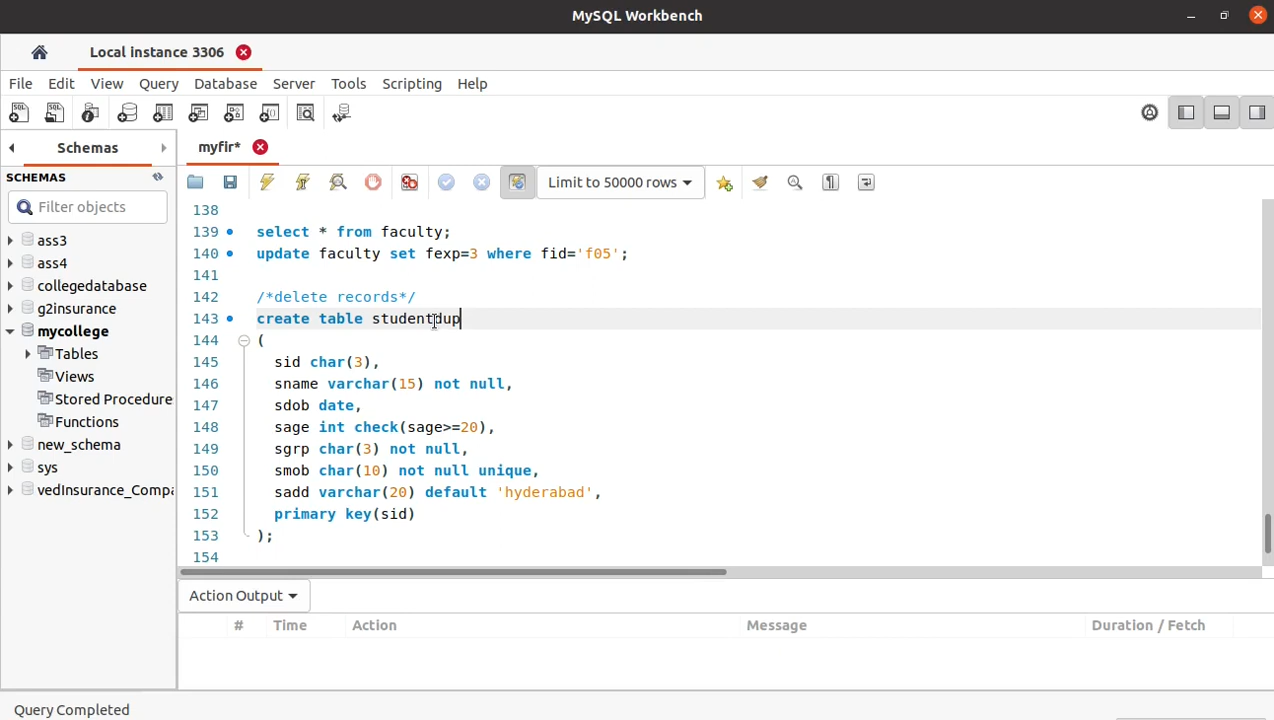 MySQL Workbench
Local instance 3306
File Edit View Query Database Server Tools Scripting Help
Schemas
myfir*
SCHEMAS
Limit to 50000 rows
Filter objects
ass3
ass4
collegedatabase
g2insurance
mycollege
Tables
Views
Stored Procedure
Functions
new_schema
sys
vedInsurance_Compa
138
139 select * from faculty;
140 update faculty set fexp=3 where fid='f05';
141
142 /*delete records*/
143 create table studentdup
144 (
145 sid char(3),
146 sname varchar(15) not null,
147 sdob date,
148 sage int check(sage>=20),
149 sgrp char(3) not null,
150 smob char(10) not null unique,
151 sadd varchar(20) default 'hyderabad',
152 primary key(sid)
153 );
154
Action Output
# Time Action Message Duration / Fetch
Query Completed